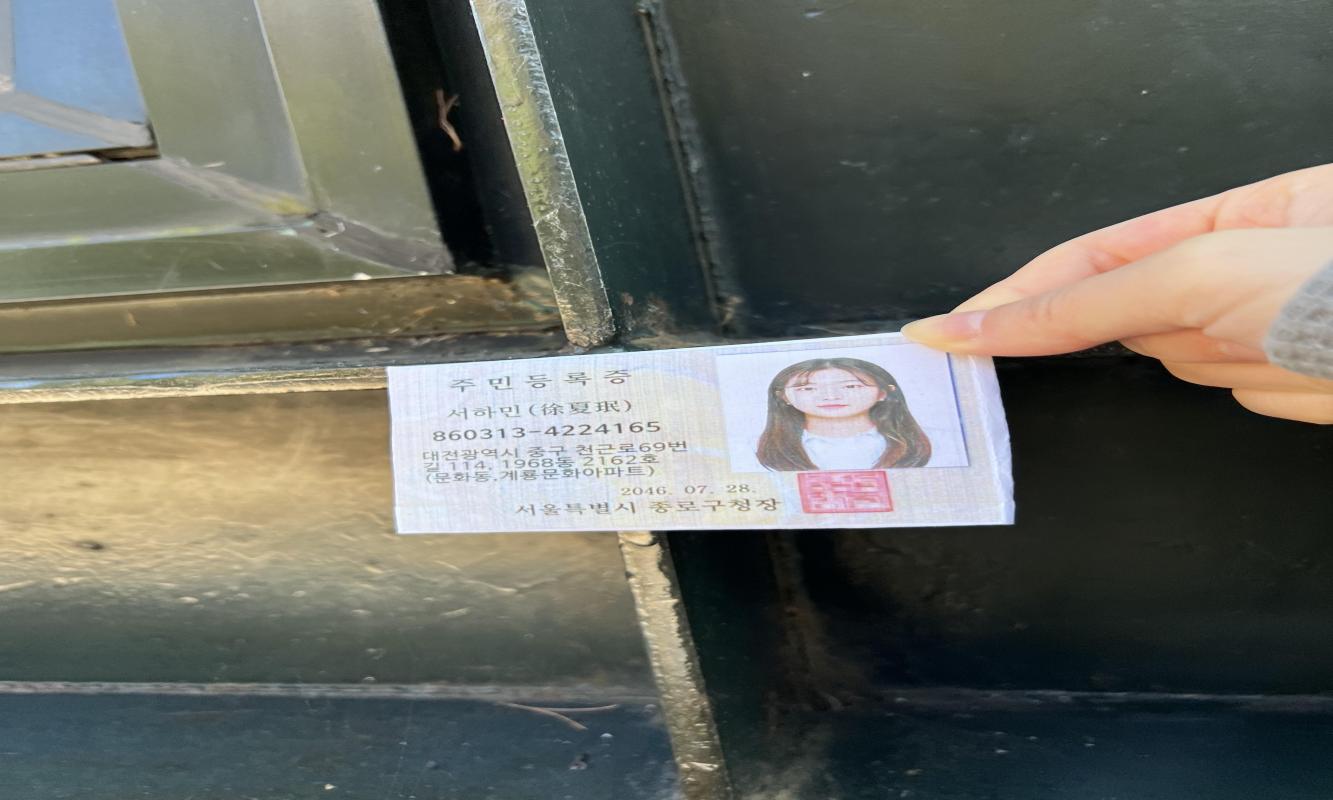 주민등록증
서하민(徐夏珉)
860313-4224165
대전광역시 중구 천근로69번
길 114, 1968동 2162호
(문화동,계룡문화아파트)
2046. 07. 28.
서울특별시 종로구청장